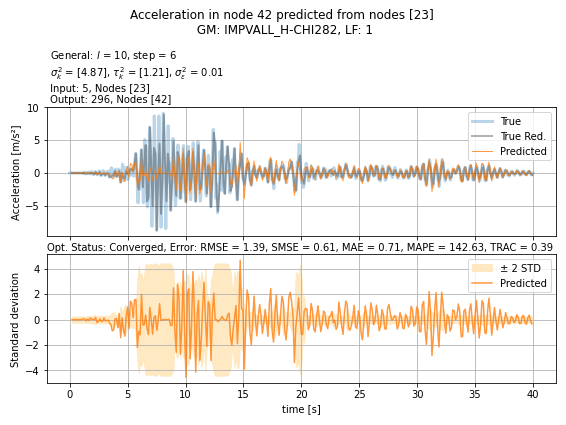 Acceleration in node 42 predicted from nodes [23]
GM: IMPVALL_H-CHI282, LF: 1
General: l = 10, step = 6
σ²ₖ = [4.87], τ²ₖ = [1.21], σ²ε = 0.01
Input: 5, Nodes [23]
Output: 296, Nodes [42]
10
5
0
−5
Acceleration [m/s²]
True
True Red.
Predicted
Opt. Status: Converged, Error: RMSE = 1.39, SMSE = 0.61, MAE = 0.71, MAPE = 142.63, TRAC = 0.39
4
2
0
−2
−4
Standard deviation
± 2 STD
Predicted
0 5 10 15 20 25 30 35 40
time [s]